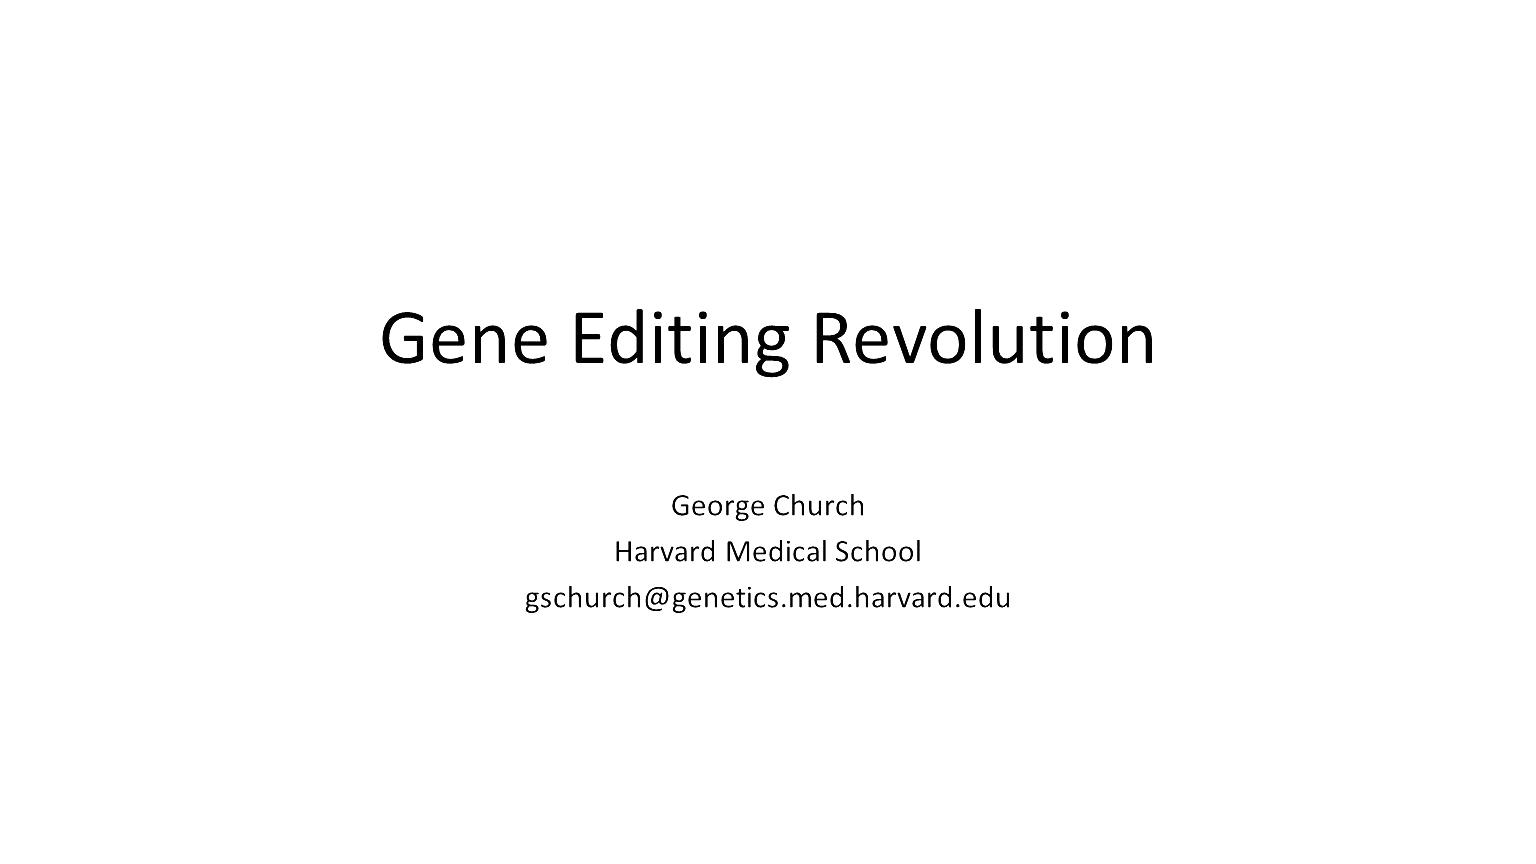 Gene Editing Revolution
George Church
Harvard Medical School
gschurch@genetics.med.harvard.edu